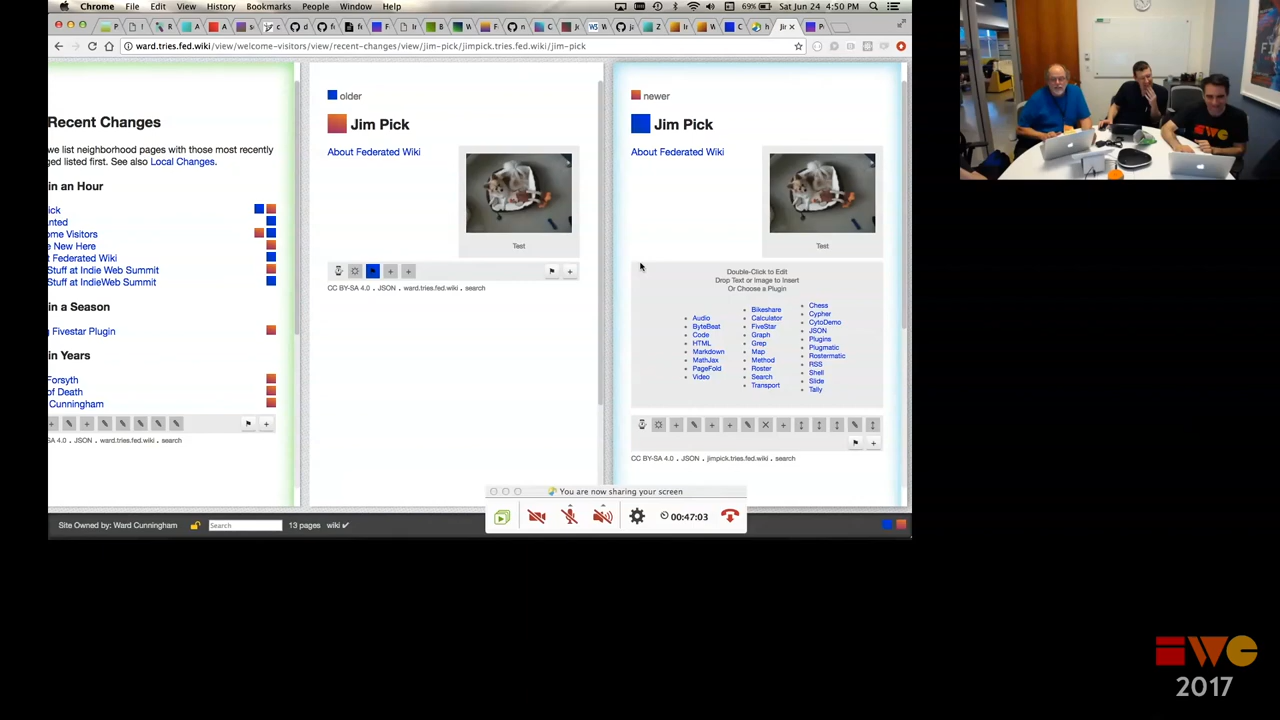 Chrome File Edit View History Bookmarks People Window Help
69% Sat Jun 24 4:50 PM
ward.tries.fed.wiki/view/welcome-visitors/view/recent-changes/view/jim-pick/jimpick.tries.fed.wiki/jim-pick
Recent Changes
we list neighborhood pages with those most recently
ged listed first. See also Local Changes.
in an Hour
ick
nted
ome Visitors
e New Here
t Federated Wiki
Stuff at Indie Web Summit
Stuff at IndieWeb Summit
in a Season
g Fivestar Plugin
in Years
Forsyth
of Death
Cunningham
SA 4.0 . JSON . ward.tries.fed.wiki . search
older
Jim Pick
About Federated Wiki
Test
CC BY-SA 4.0 . JSON . ward.tries.fed.wiki . search
newer
Jim Pick
About Federated Wiki
Test
Double-Click to Edit
Drop Text or Image to Insert
Or Choose a Plugin
Audio
ByteBeat
Code
HTML
Markdown
MathJax
PageFold
Video
Bikeshare
Calculator
FiveStar
Graph
Grep
Map
Method
Roster
Search
Transport
Chess
Cypher
CytoDemo
JSON
Plugins
Plugmatic
Rostermatic
RSS
Shell
Slide
Tally
CC BY-SA 4.0 . JSON . jimpick.tries.fed.wiki . search
You are now sharing your screen
00:47:03
Site Owned by: Ward Cunningham Search 13 pages wiki ✔
IWC
2017